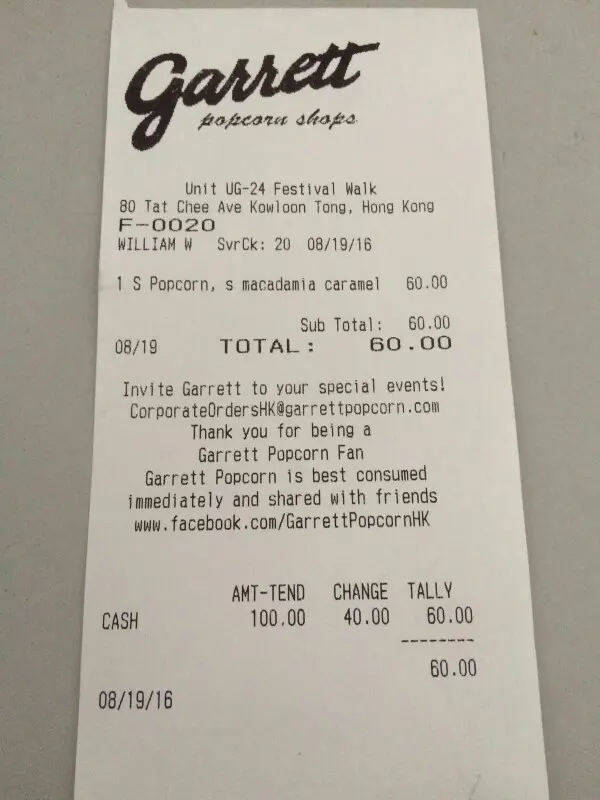 Garrett
popcorn shops
Unit UG-24 Festival Walk
80 Tat Chee Ave Kowloon Tong, Hong Kong
F-0020
WILLIAM W SvrCk: 20 08/19/16
1 S Popcorn, s macadamia caramel 60.00
Sub Total: 60.00
08/19 TOTAL: 60.00
Invite Garrett to your special events!
CorporateOrdersHK@garrettpopcorn.com
Thank you for being a
Garrett Popcorn Fan
Garrett Popcorn is best consumed
immediately and shared with friends
www.facebook.com/GarrettPopcornHK
AMT-TEND CHANGE TALLY
CASH 100.00 40.00 60.00
--------
60.00
08/19/16